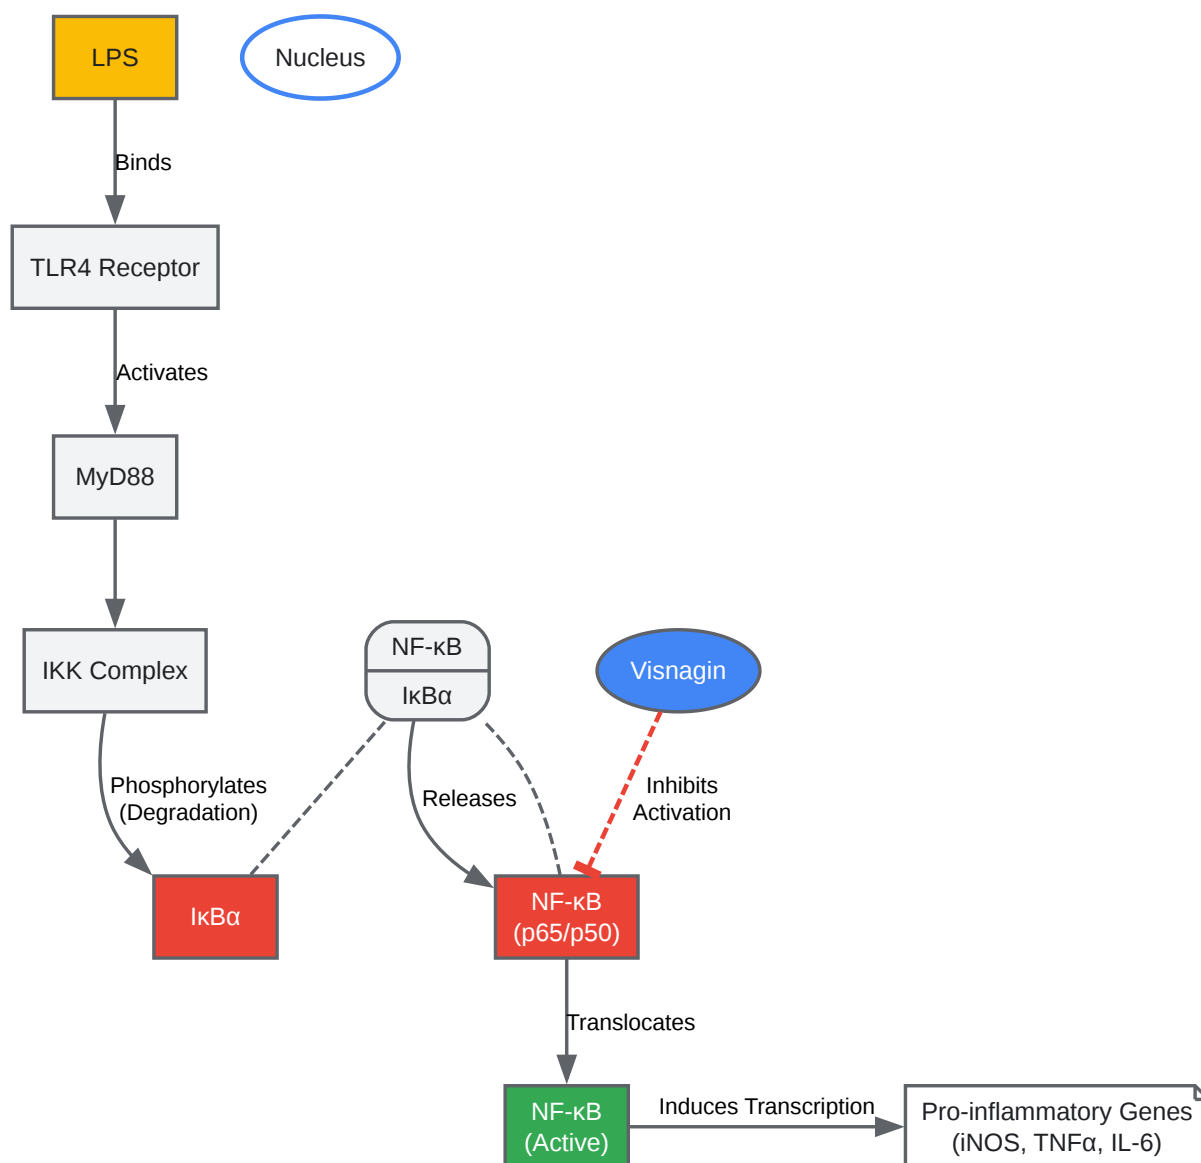 LPS
Nucleus
Binds
TLR4 Receptor
Activates
MyD88
IKK Complex
NF-κB
IκBα
Visnagin
Phosphorylates
(Degradation)
Releases
Inhibits
Activation
IκBα
NF-κB
(p65/p50)
Translocates
NF-κB
(Active)
Induces Transcription
Pro-inflammatory Genes
(iNOS, TNFα, IL-6)